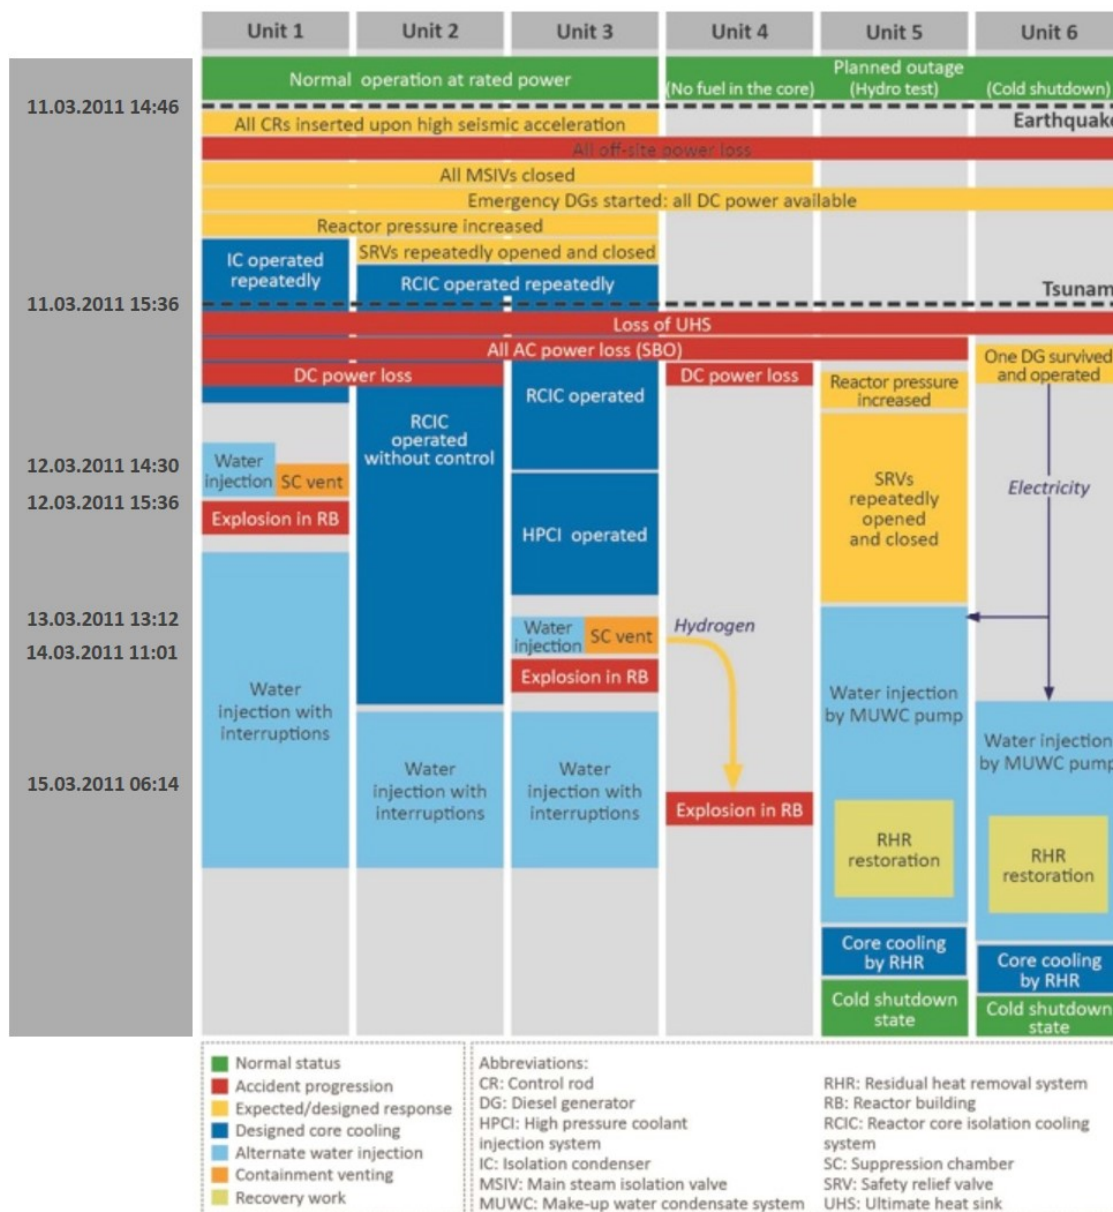 Unit 1 Unit 2 Unit 3 Unit 4 Unit 5 Unit 6
Normal operation at rated power
Planned outage
(No fuel in the core) (Hydro test) (Cold shutdown)
11.03.2011 14:46
Earthquake
All CRs inserted upon high seismic acceleration
All off-site power loss
All MSIVs closed
Emergency DGs started: all DC power available
Reactor pressure increased
IC operated
repeatedly
SRVs repeatedly opened and closed
RCIC operated repeatedly
11.03.2011 15:36
Tsunam
Loss of UHS
All AC power loss (SBO)
One DG survived
and operated
DC power loss
DC power loss
RCIC operated
Reactor pressure
increased
RCIC
operated
without control
12.03.2011 14:30
Water
injection
SC vent
SRVs
repeatedly
opened
and closed
Electricity
12.03.2011 15:36
Explosion in RB
HPCI operated
13.03.2011 13:12
Water
injection
SC vent
Hydrogen
14.03.2011 11:01
Explosion in RB
Water
injection with
interruptions
Water injection
by MUWC pump
Water injection
by MUWC pump
15.03.2011 06:14
Water
injection with
interruptions
Water
injection with
interruptions
Explosion in RB
RHR
restoration
RHR
restoration
Core cooling
by RHR
Core cooling
by RHR
Cold shutdown
state
Cold shutdown
state
Normal status
Accident progression
Expected/designed response
Designed core cooling
Alternate water injection
Containment venting
Recovery work
Abbreviations:
CR: Control rod
DG: Diesel generator
HPCI: High pressure coolant
injection system
IC: Isolation condenser
MSIV: Main steam isolation valve
MUWC: Make-up water condensate system
RHR: Residual heat removal system
RB: Reactor building
RCIC: Reactor core isolation cooling
system
SC: Suppression chamber
SRV: Safety relief valve
UHS: Ultimate heat sink